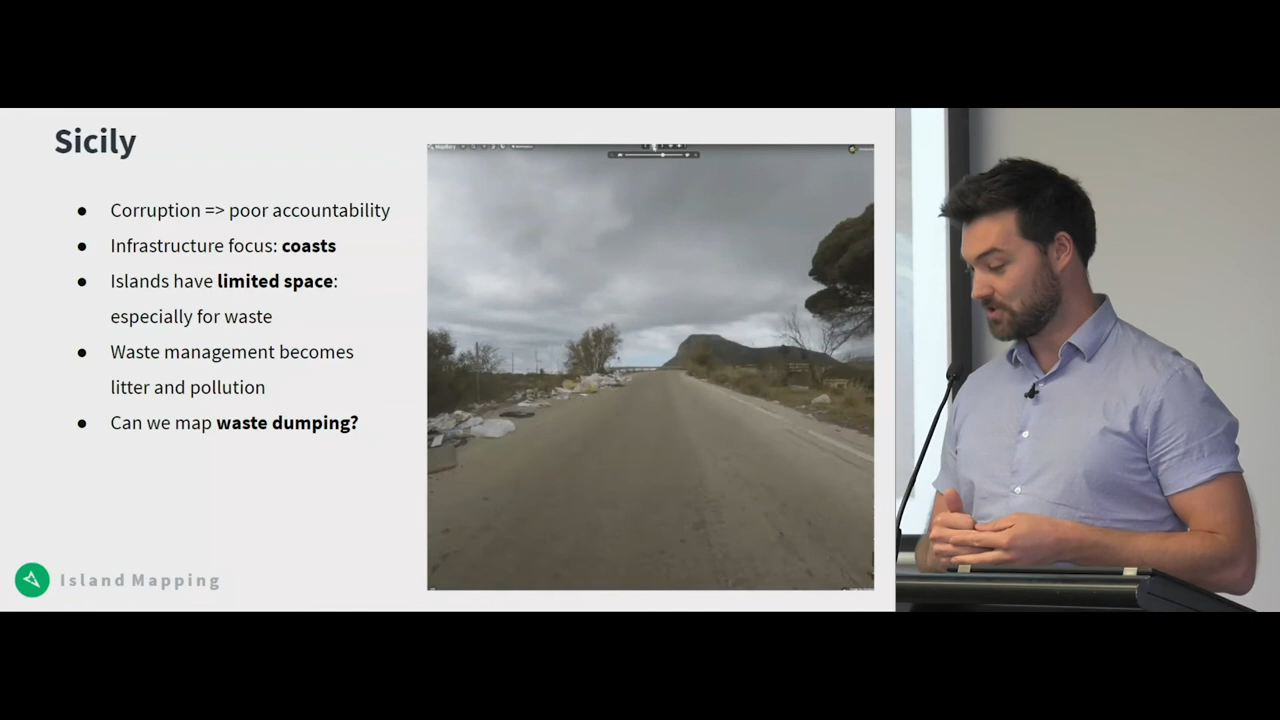 Sicily
● Corruption => poor accountability
● Infrastructure focus: coasts
● Islands have limited space:
especially for waste
● Waste management becomes
litter and pollution
● Can we map waste dumping?
Island Mapping